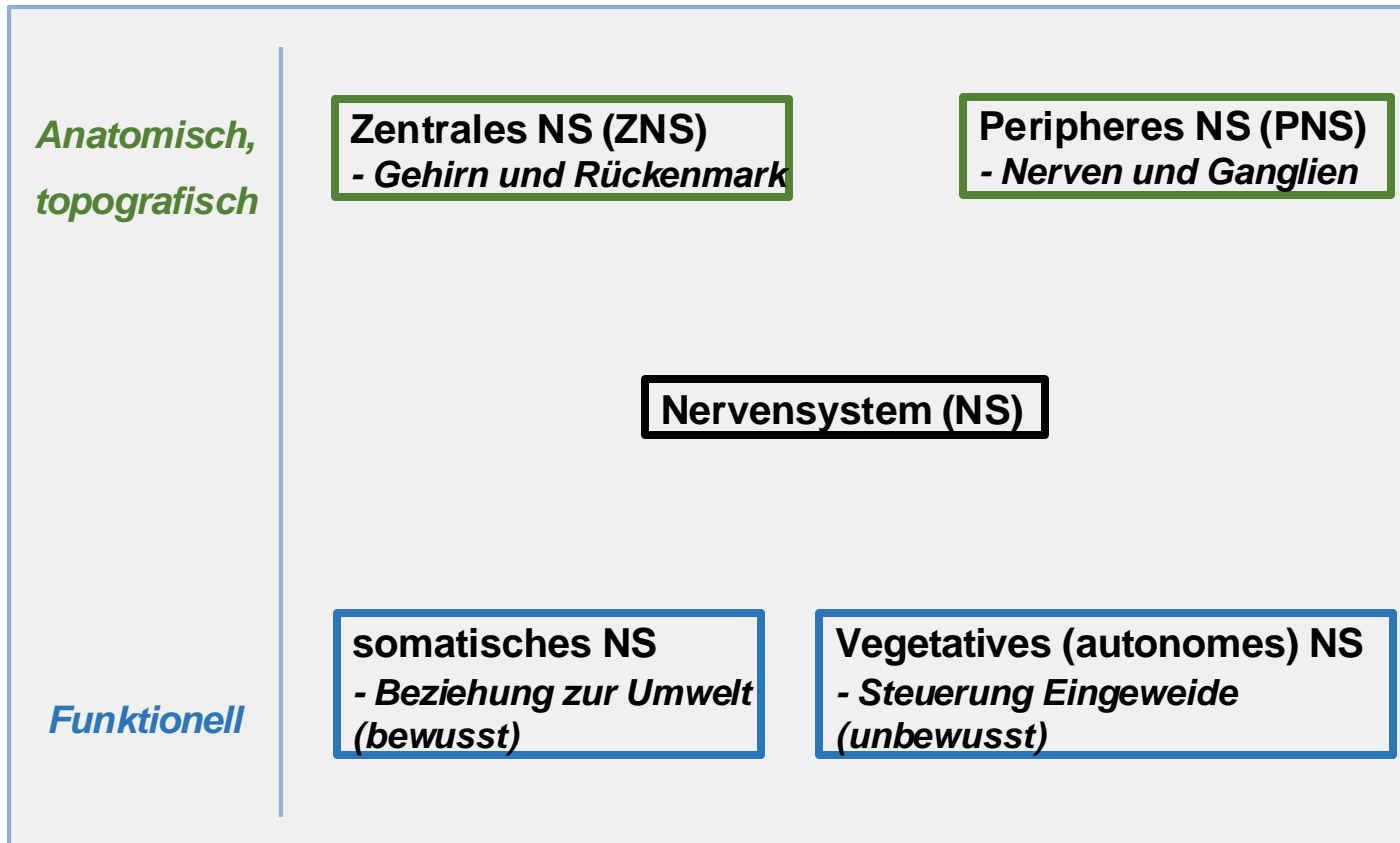 Anatomisch,
topografisch
Zentrales NS (ZNS)
- Gehirn und Rückenmark
Peripheres NS (PNS)
- Nerven und Ganglien
Nervensystem (NS)
Funktionell
somatisches NS
- Beziehung zur Umwelt
(bewusst)
Vegetatives (autonomes) NS
- Steuerung Eingeweide
(unbewusst)